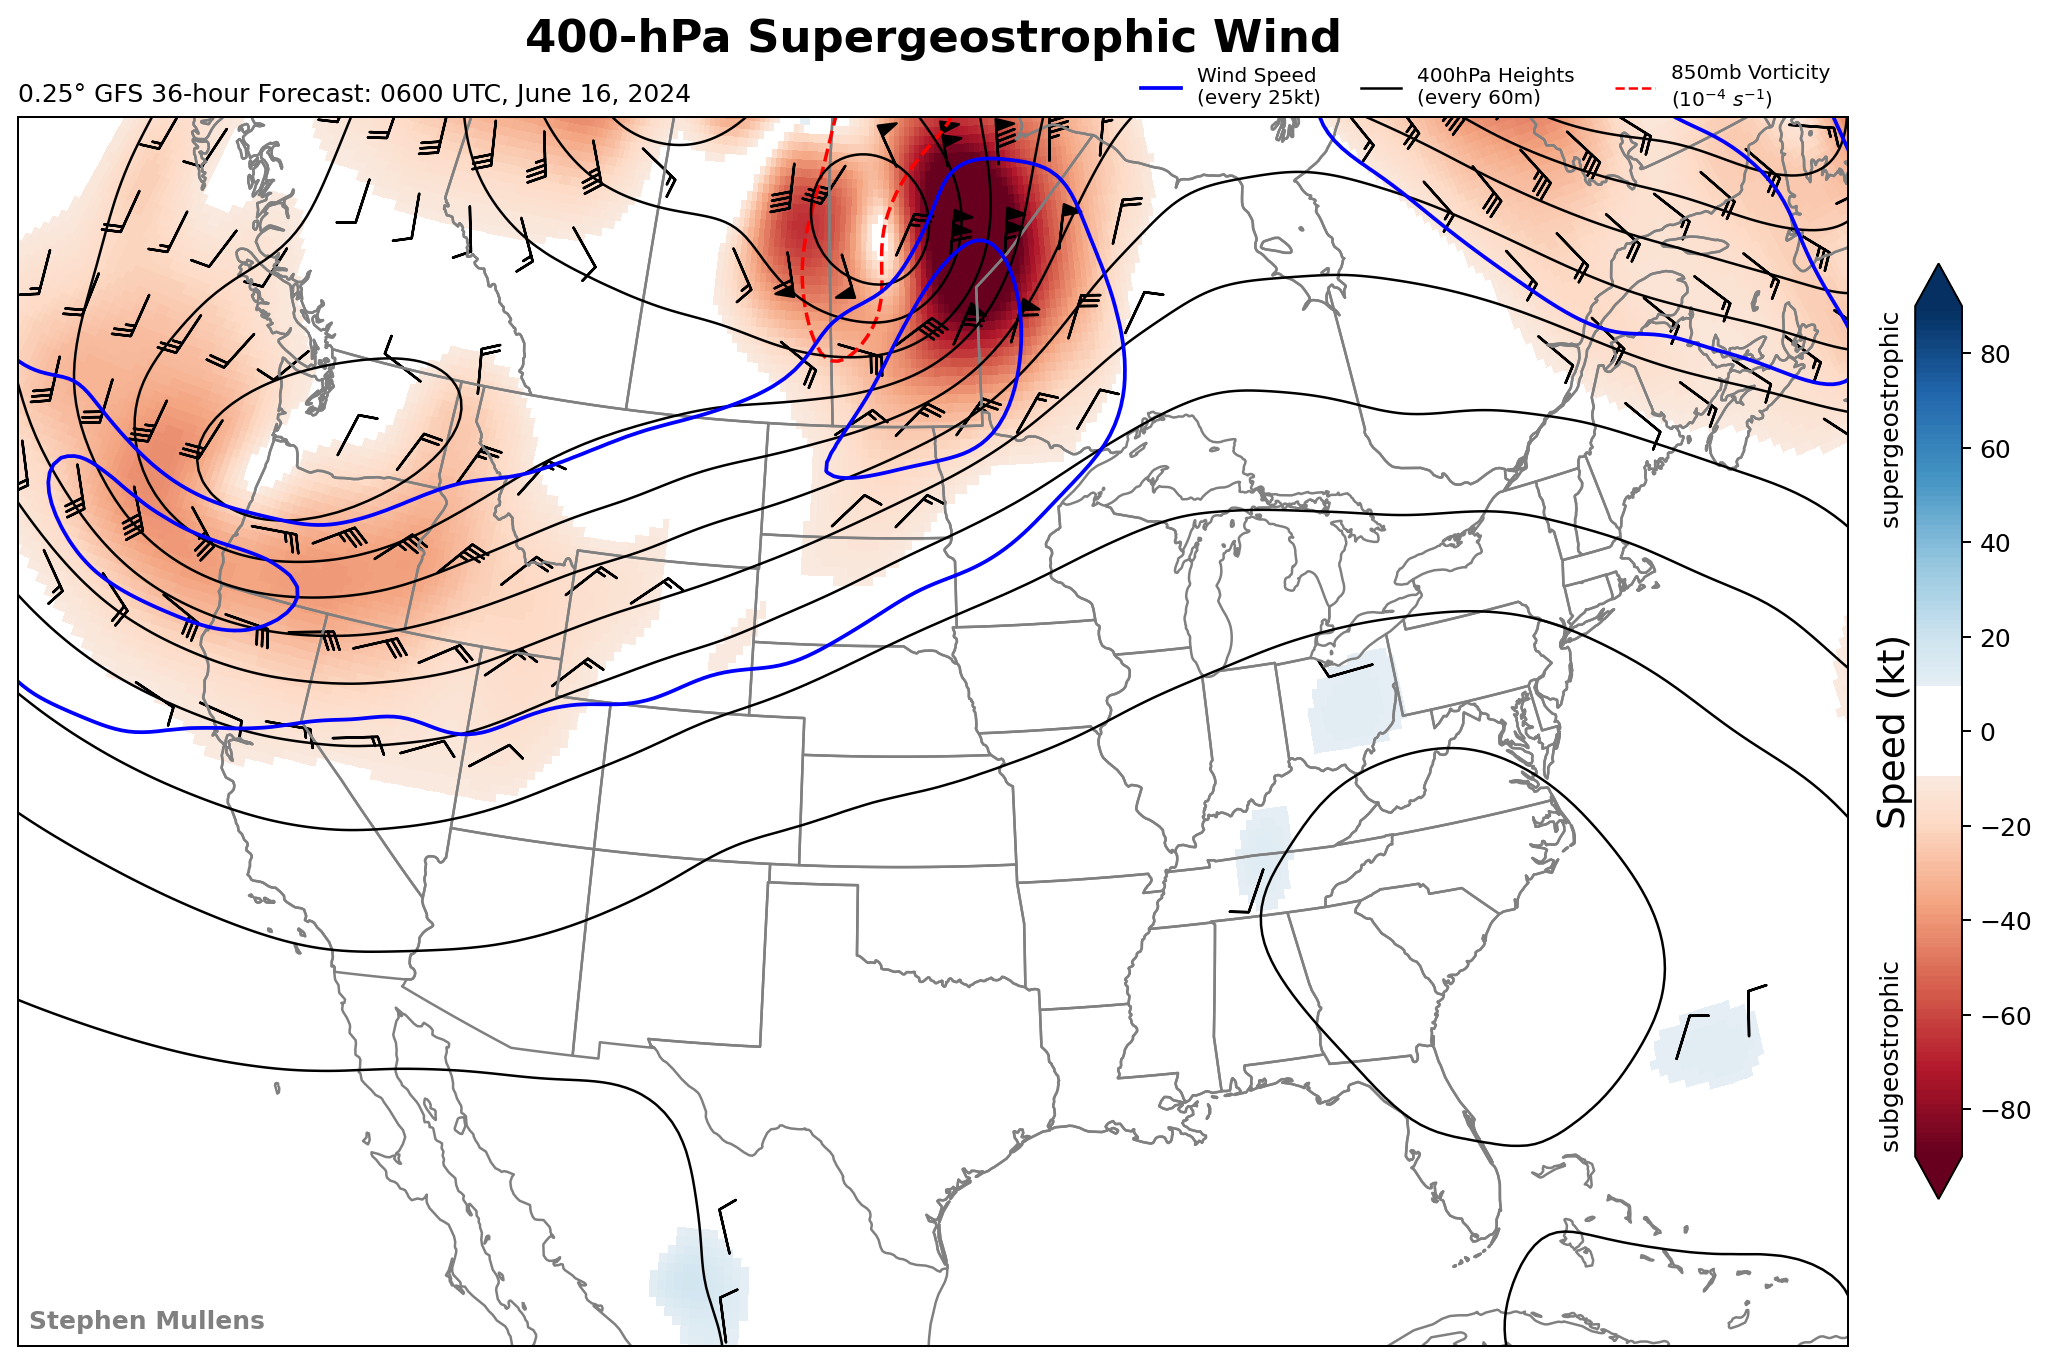 400-hPa Supergeostrophic Wind
0.25° GFS 36-hour Forecast: 0600 UTC, June 16, 2024
Wind Speed
(every 25kt)
400hPa Heights
(every 60m)
850mb Vorticity
(10⁻⁴ s⁻¹)
supergeostrophic
Speed (kt)
subgeostrophic
80
60
40
20
0
−20
−40
−60
−80
Stephen Mullens